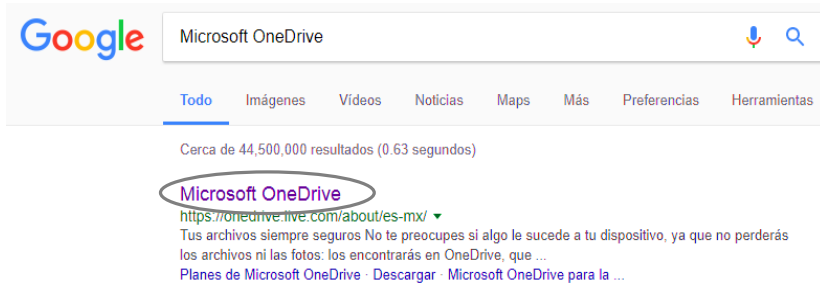 Google
Microsoft OneDrive
Todo Imágenes Vídeos Noticias Maps Más Preferencias Herramientas
Cerca de 44,500,000 resultados (0.63 segundos)
Microsoft OneDrive
https://onedrive.live.com/about/es-mx/
Tus archivos siempre seguros No te preocupes si algo le sucede a tu dispositivo, ya que no perderás
los archivos ni las fotos: los encontrarás en OneDrive, que ...
Planes de Microsoft OneDrive · Descargar · Microsoft OneDrive para la ...